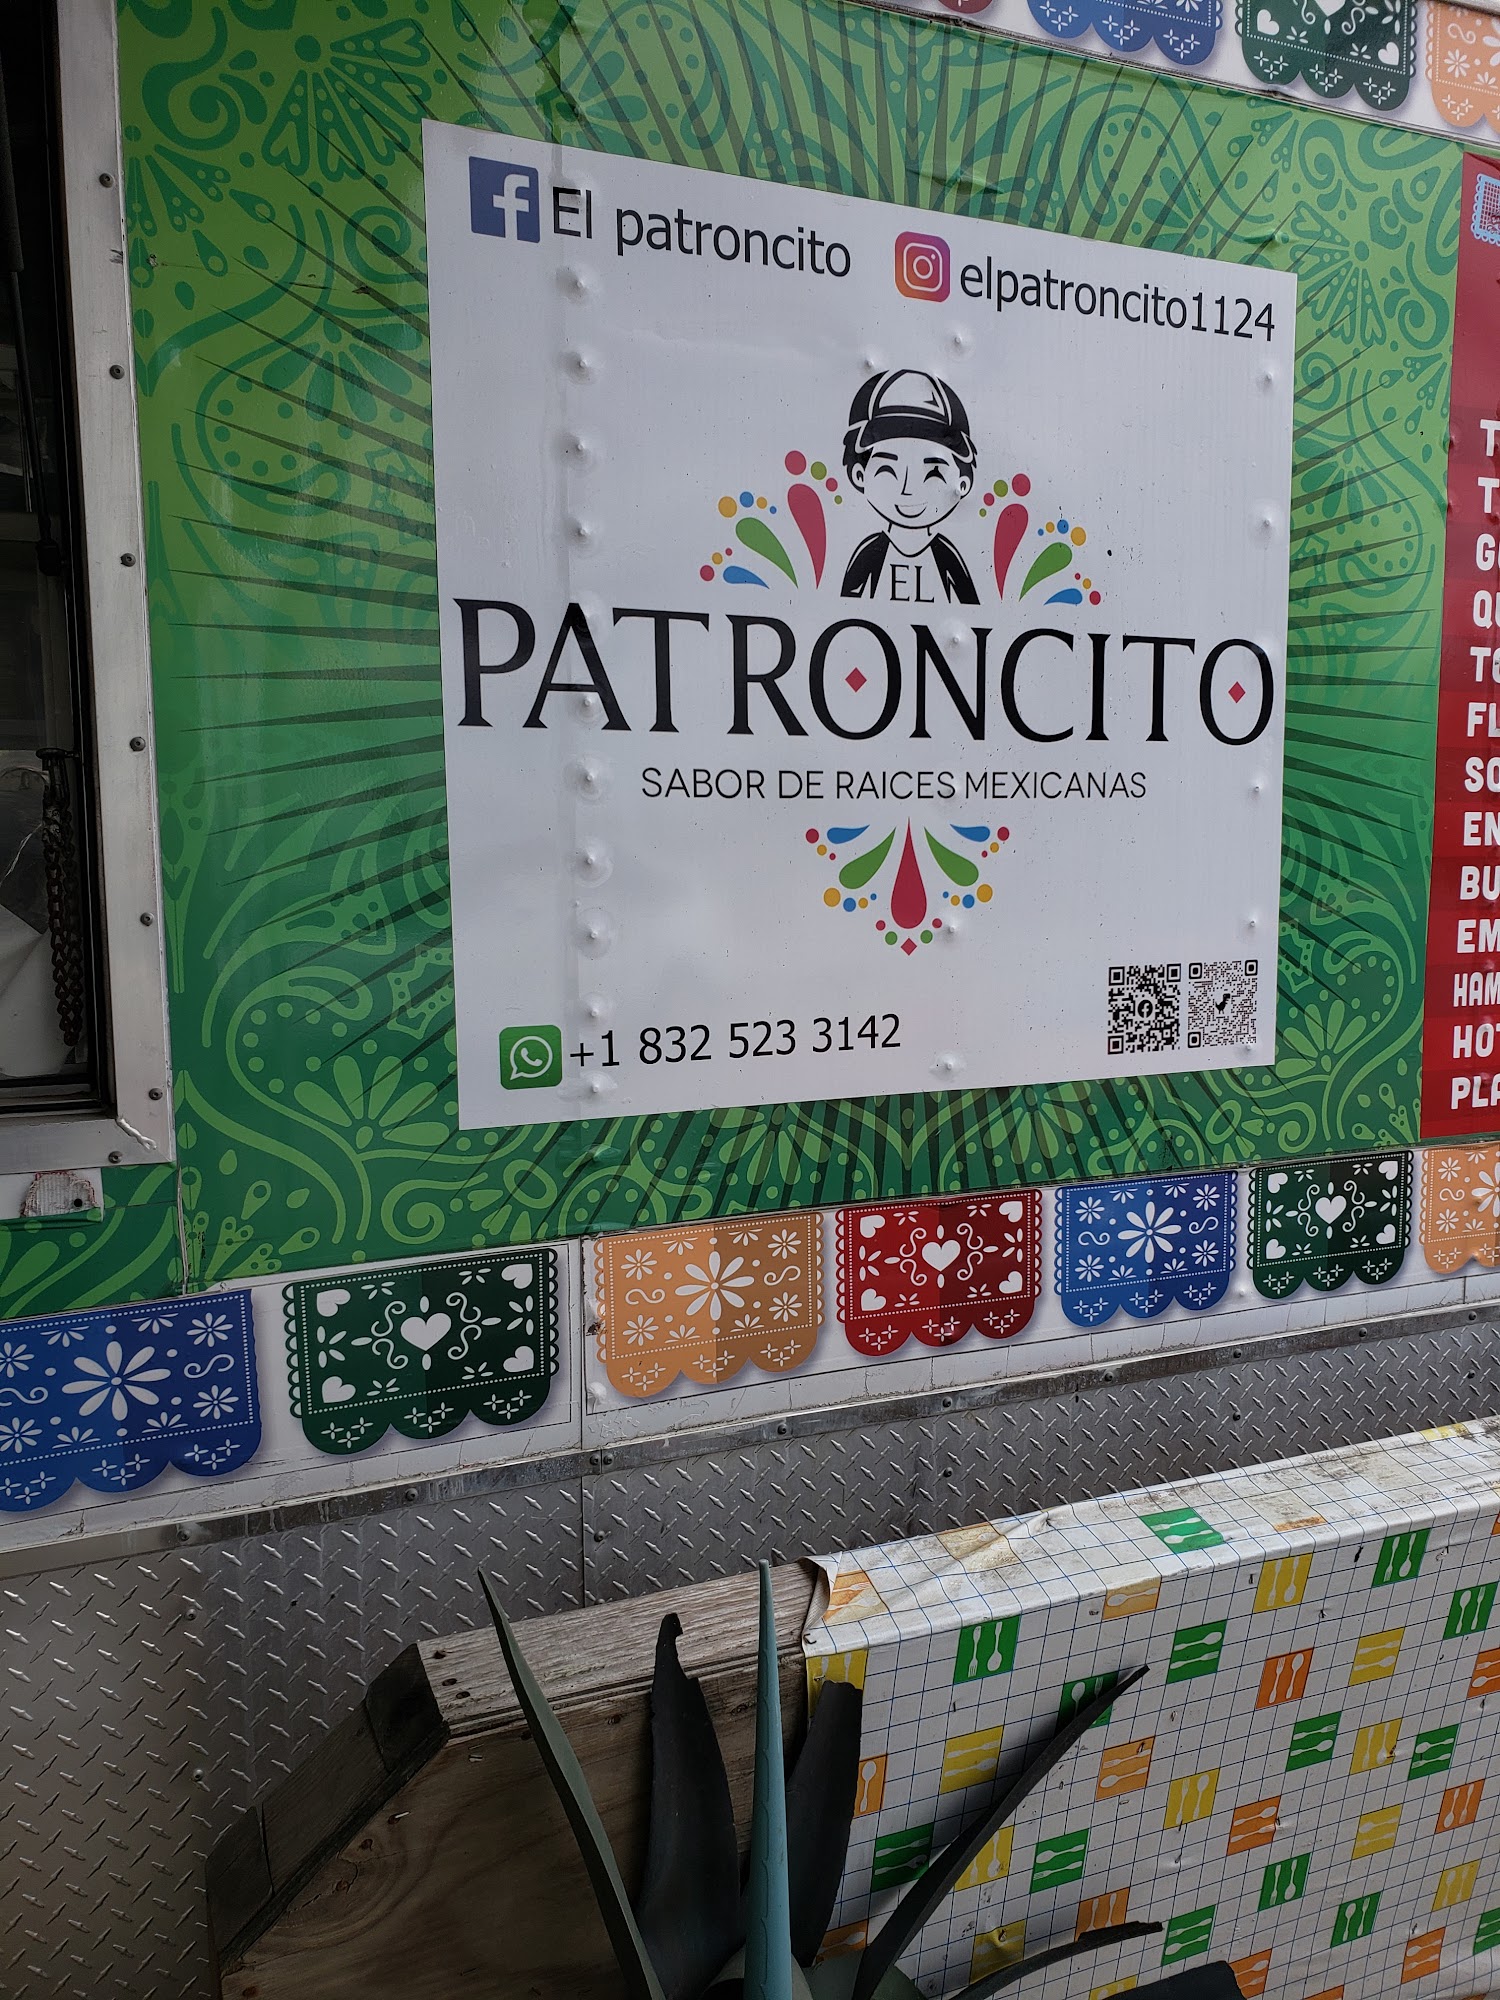 El patroncito
elpatroncito1124
EL
PATRONCITO
SABOR DE RAICES MEXICANAS
+1 832 523 3142